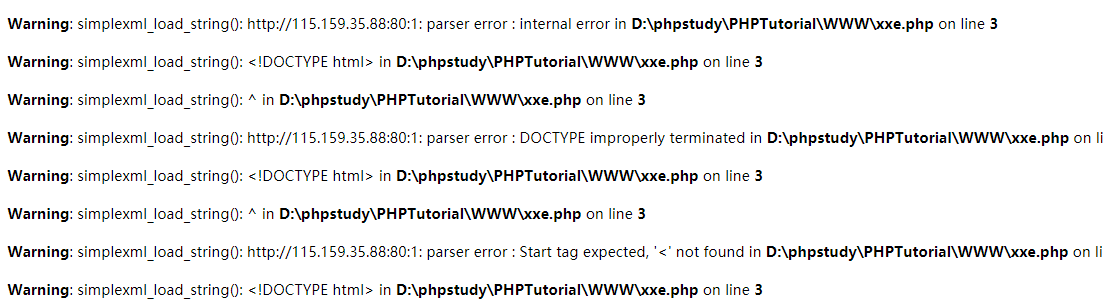 Warning: simplexml_load_string(): http://115.159.35.88:80:1: parser error : internal error in D:\phpstudy\PHPTutorial\WWW\xxe.php on line 3
Warning: simplexml_load_string(): <!DOCTYPE html> in D:\phpstudy\PHPTutorial\WWW\xxe.php on line 3
Warning: simplexml_load_string(): ^ in D:\phpstudy\PHPTutorial\WWW\xxe.php on line 3
Warning: simplexml_load_string(): http://115.159.35.88:80:1: parser error : DOCTYPE improperly terminated in D:\phpstudy\PHPTutorial\WWW\xxe.php on li
Warning: simplexml_load_string(): <!DOCTYPE html> in D:\phpstudy\PHPTutorial\WWW\xxe.php on line 3
Warning: simplexml_load_string(): ^ in D:\phpstudy\PHPTutorial\WWW\xxe.php on line 3
Warning: simplexml_load_string(): http://115.159.35.88:80:1: parser error : Start tag expected, '<' not found in D:\phpstudy\PHPTutorial\WWW\xxe.php on li
Warning: simplexml_load_string(): <!DOCTYPE html> in D:\phpstudy\PHPTutorial\WWW\xxe.php on line 3